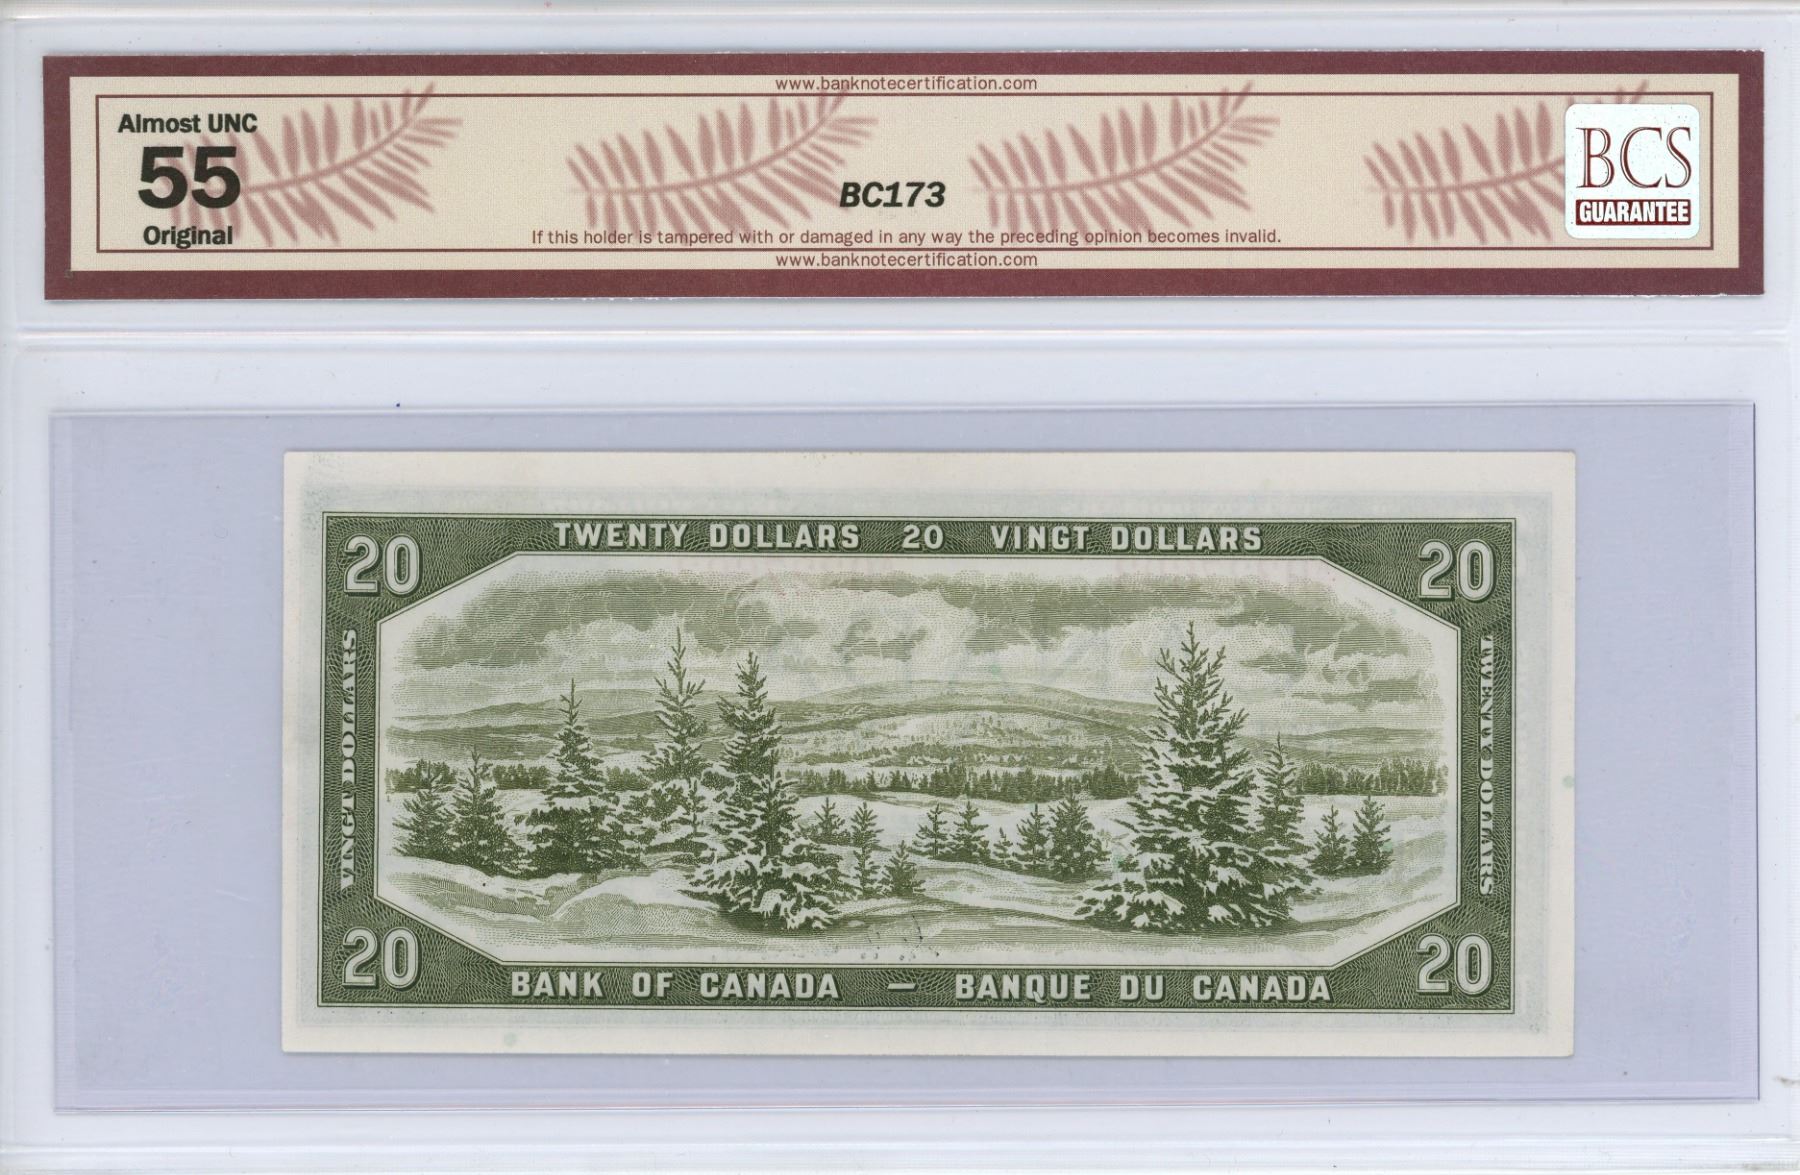 www.banknotecertification.com
Almost UNC
55
Original
BC173
If this holder is tampered with or damaged in any way the preceding opinion becomes invalid.
www.banknotecertification.com
BCS
GUARANTEE
TWENTY DOLLARS 20 VINGT DOLLARS
20
20
VINGT DOLLARS
TWENTY DOLLARS
20
20
BANK OF CANADA — BANQUE DU CANADA